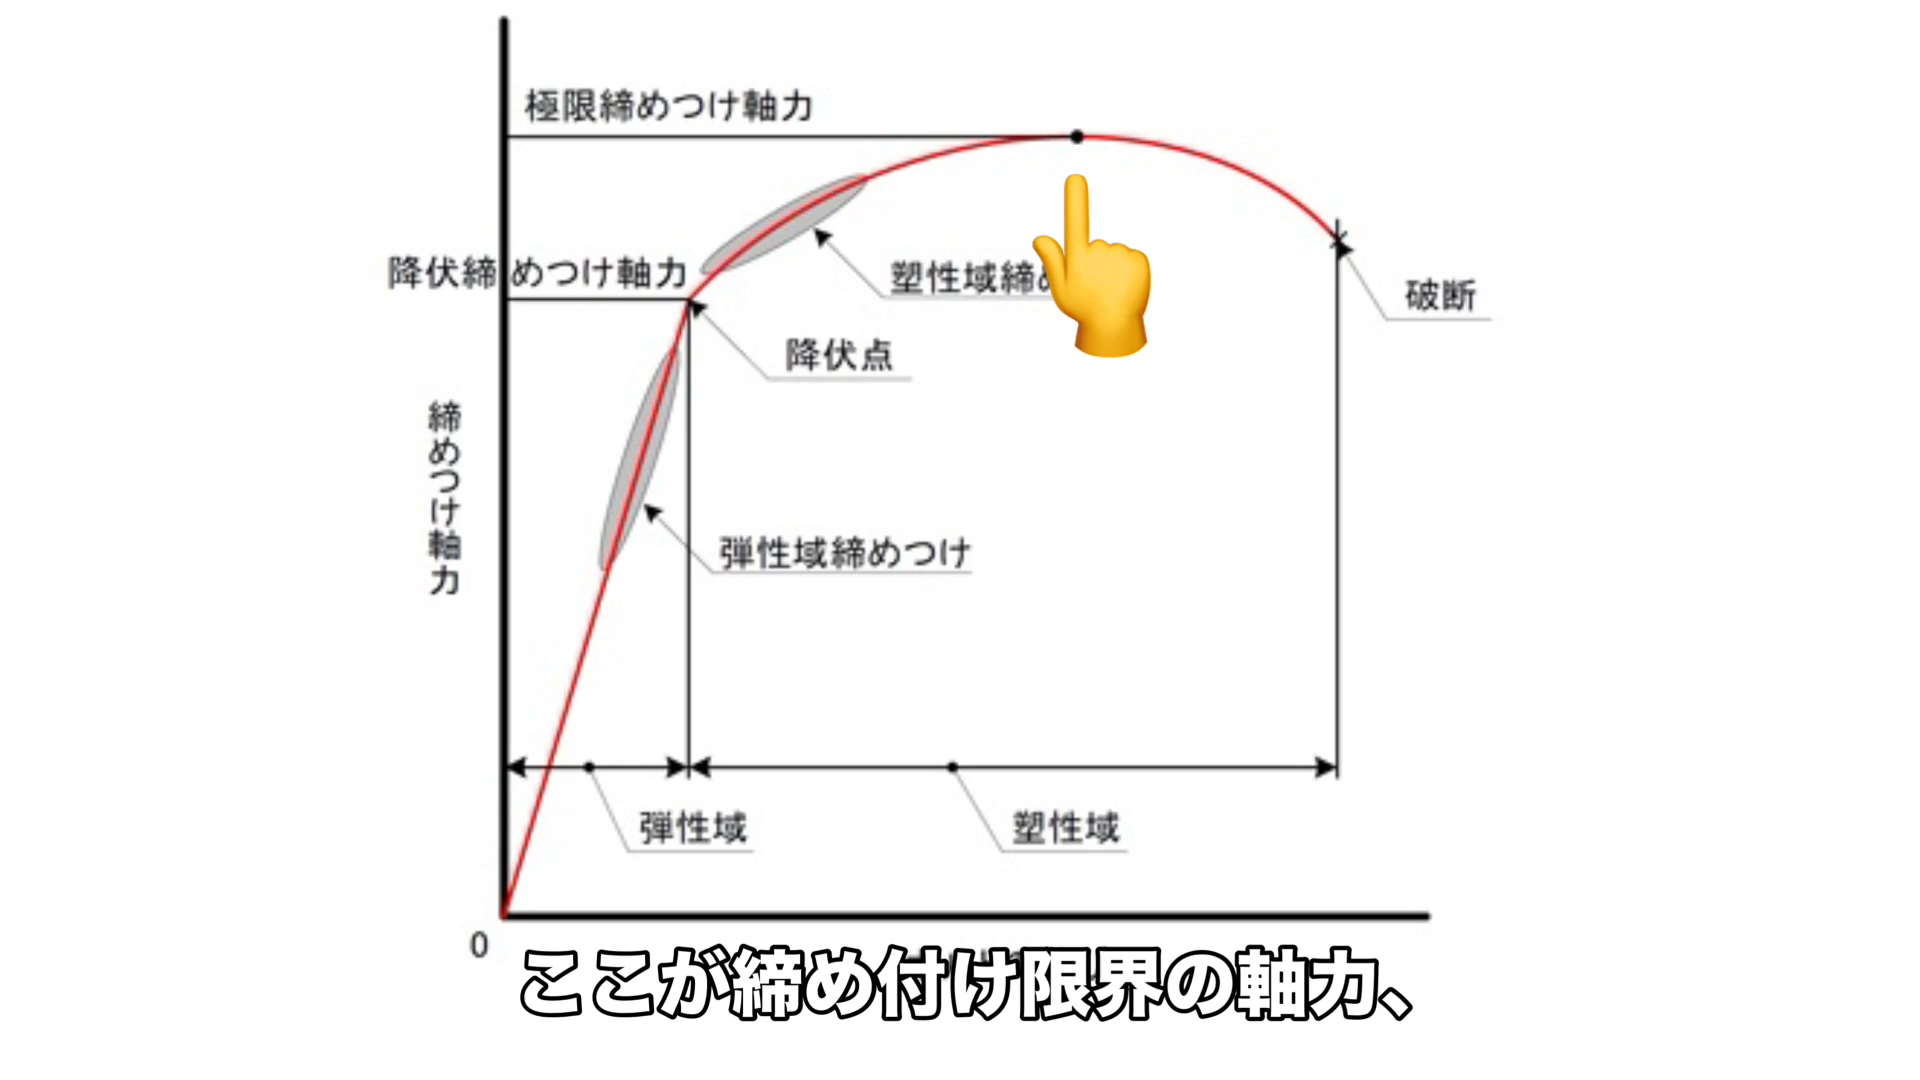 極限締めつけ軸力
降伏締めつけ軸力
塑性域締め
破断
降伏点
締めつけ軸力
弾性域締めつけ
弾性域
塑性域
0
ここが締め付け限界の軸力、